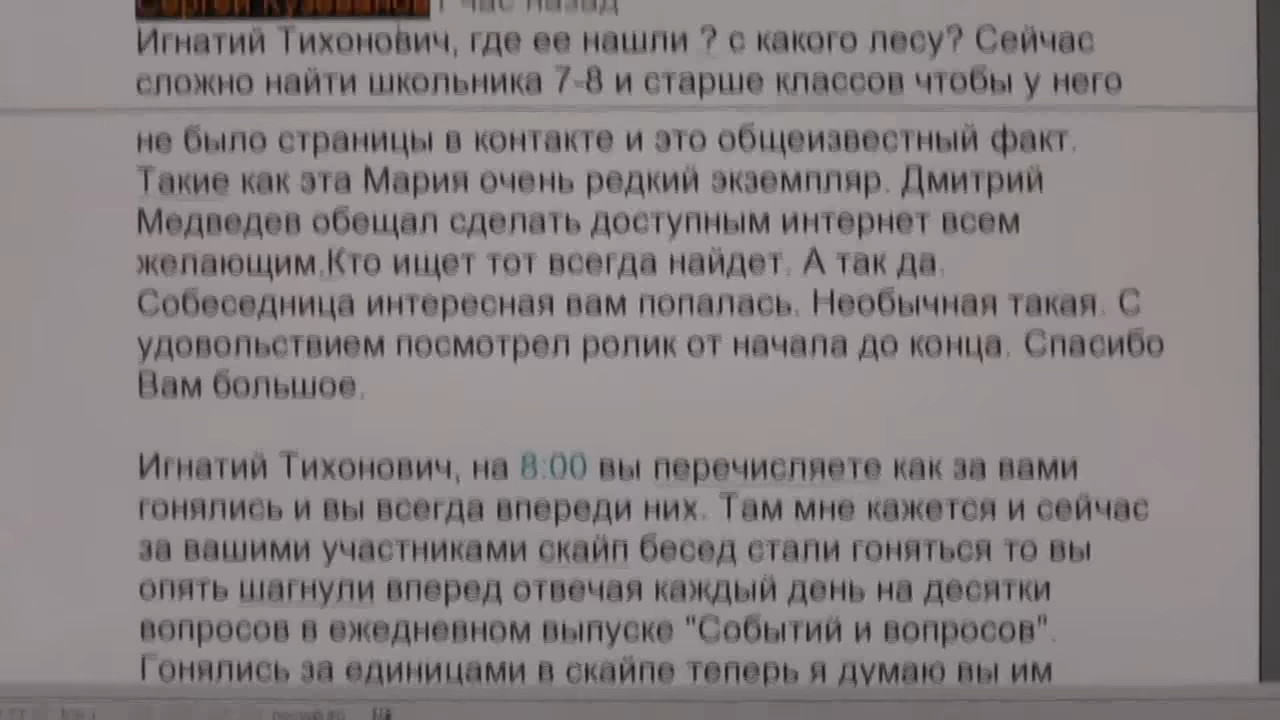 1 час назад
Игнатий Тихонович, где ее нашли ? с какого лесу? Сейчас
сложно найти школьника 7-8 и старше классов чтобы у него
не было страницы в контакте и это общеизвестный факт.
Такие как эта Мария очень редкий экземпляр. Дмитрий
Медведев обещал сделать доступным интернет всем
желающим.Кто ищет тот всегда найдет. А так да.
Собеседница интересная вам попалась. Необычная такая. С
удовольствием посмотрел ролик от начала до конца. Спасибо
Вам большое.
Игнатий Тихонович, на 8:00 вы перечисляете как за вами
гонялись и вы всегда впереди них. Там мне кажется и сейчас
за вашими участниками скайп бесед стали гоняться то вы
опять шагнули вперед отвечая каждый день на десятки
вопросов в ежедневном выпуске "Событий и вопросов".
Гонялись за единицами в скайпе теперь я думаю вы им